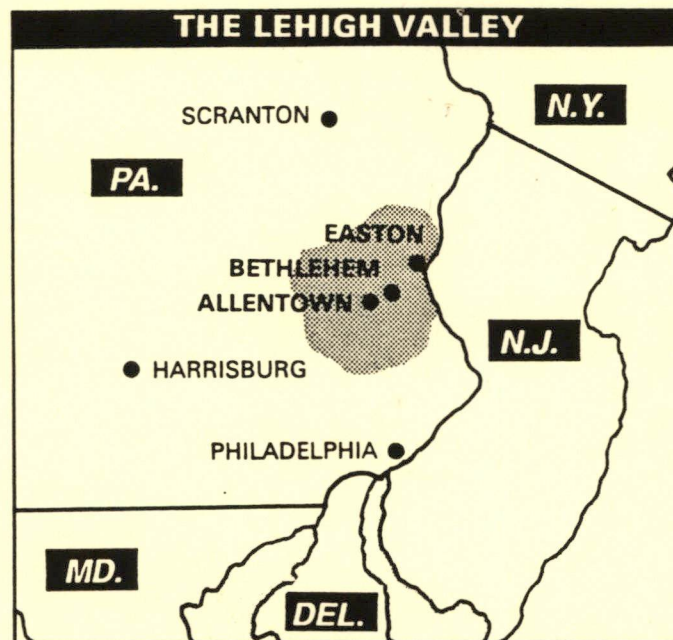 THE LEHIGH VALLEY
N.Y.
SCRANTON
PA.
EASTON
BETHLEHEM
ALLENTOWN
N.J.
HARRISBURG
PHILADELPHIA
MD.
DEL.